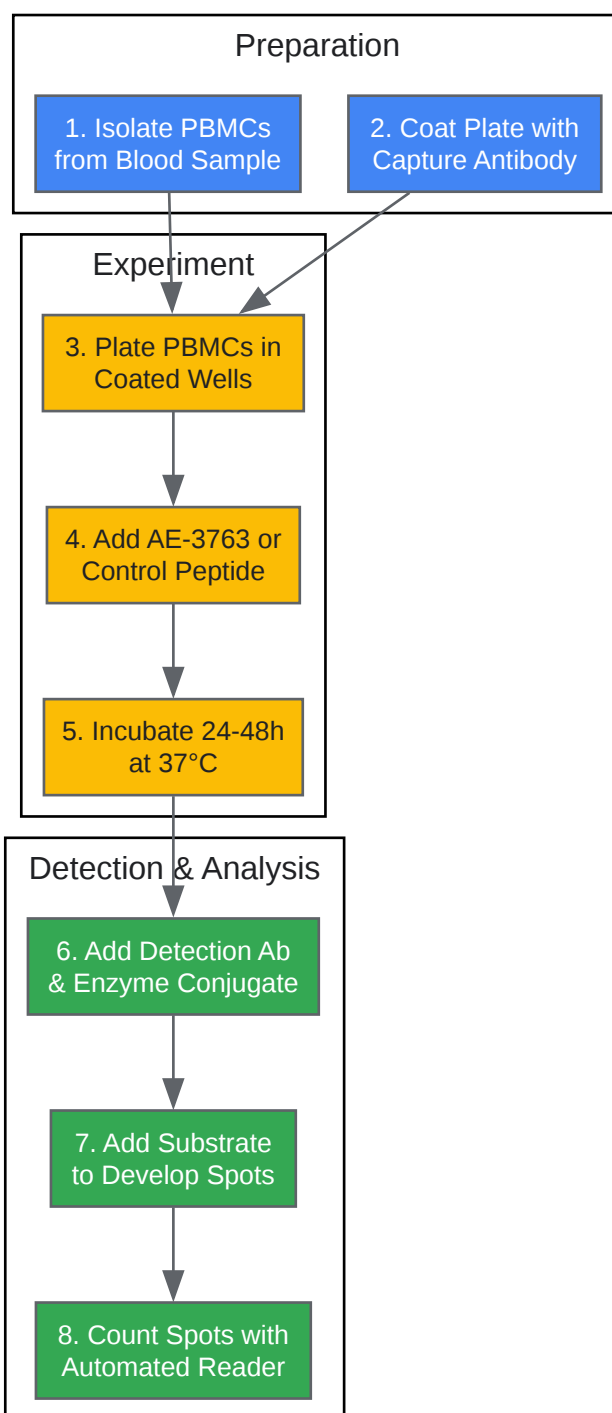 Preparation
1. Isolate PBMCs
from Blood Sample
2. Coat Plate with
Capture Antibody
Experiment
3. Plate PBMCs in
Coated Wells
4. Add AE-3763 or
Control Peptide
5. Incubate 24-48h
at 37°C
Detection & Analysis
6. Add Detection Ab
& Enzyme Conjugate
7. Add Substrate
to Develop Spots
8. Count Spots with
Automated Reader